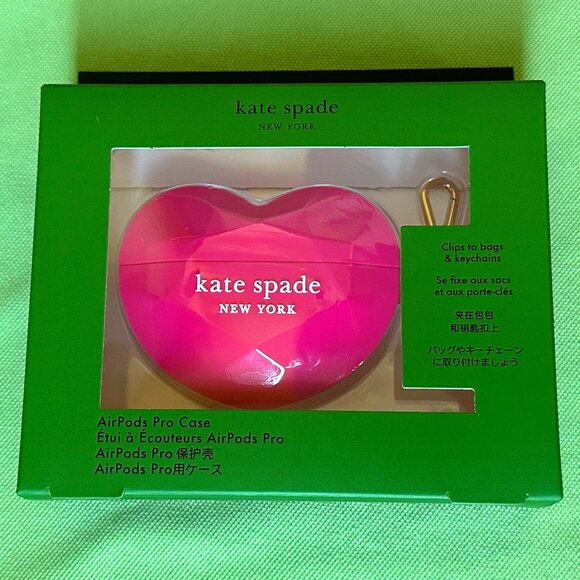 kate spade
NEW YORK
kate spade
NEW YORK
Clips to bags
& keychains
Se fixe aux sacs
et aux porte-clés
夹在包包
和钥匙扣上
バッグやキーチェーン
に取り付けましょう
AirPods Pro Case
Étui à Écouteurs AirPods Pro
AirPods Pro 保护壳
AirPods Pro用ケース